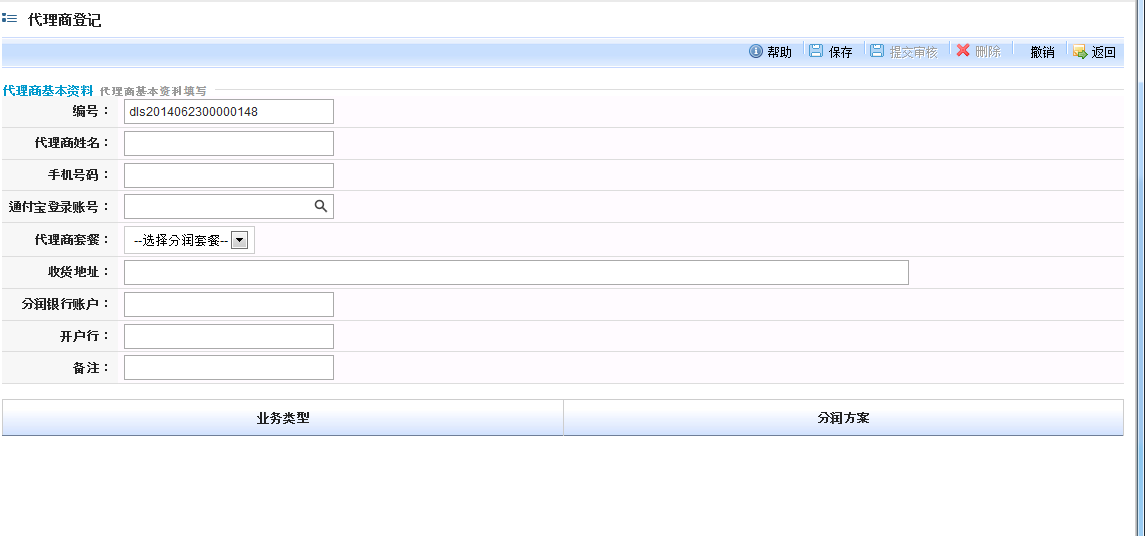 代理商登记
帮助 保存 提交审核 删除 撤销 返回
代理商基本资料 代理商基本资料填写
编号： dls2014062300000148
代理商姓名：
手机号码：
通付宝登录账号：
代理商套餐： --选择分润套餐--
收货地址：
分润银行账户：
开户行：
备注：
业务类型 分润方案